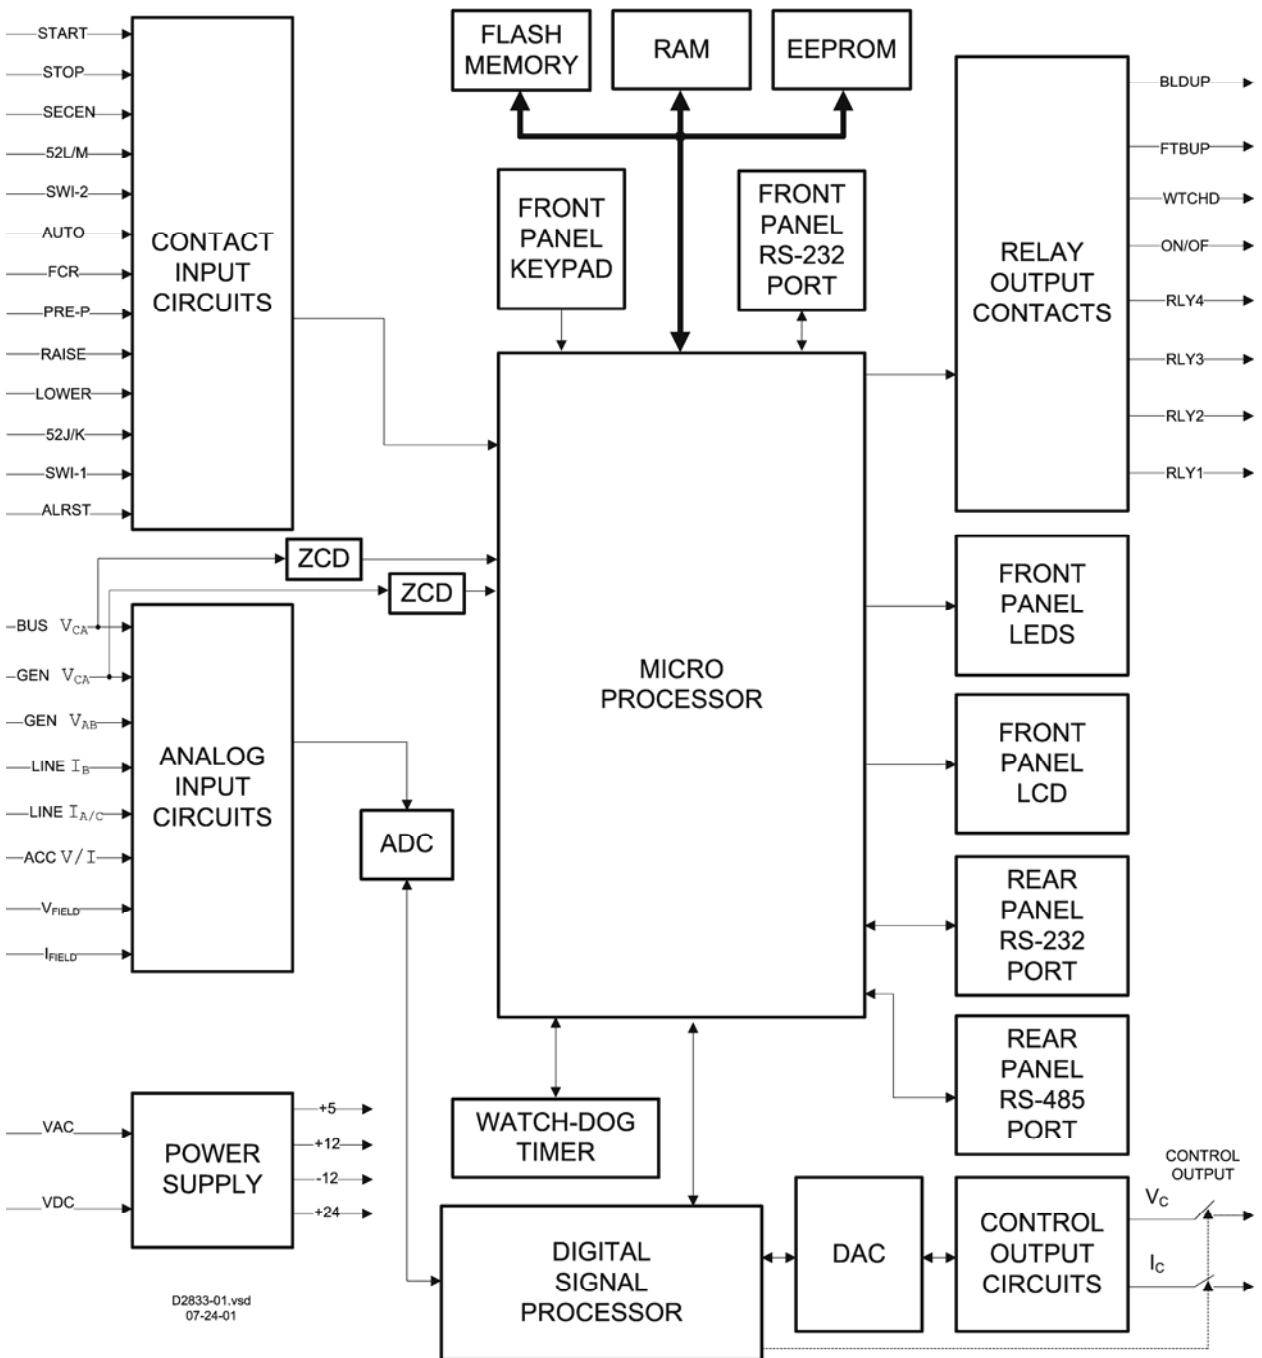 START
STOP
SECEN
52L/M
SWI-2
AUTO
FCR
PRE-P
RAISE
LOWER
52J/K
SWI-1
ALRST
CONTACT
INPUT
CIRCUITS
FLASH
MEMORY
RAM
EEPROM
FRONT
PANEL
KEYPAD
FRONT
PANEL
RS-232
PORT
RELAY
OUTPUT
CONTACTS
BLDUP
FTBUP
WTCHD
ON/OF
RLY4
RLY3
RLY2
RLY1
ZCD
ZCD
BUS VCA
GEN VCA
GEN VAB
LINE IB
LINE IA/C
ACC V/I
VFIELD
IFIELD
ANALOG
INPUT
CIRCUITS
ADC
MICRO
PROCESSOR
FRONT
PANEL
LEDS
FRONT
PANEL
LCD
REAR
PANEL
RS-232
PORT
REAR
PANEL
RS-485
PORT
VAC
VDC
POWER
SUPPLY
+5
+12
-12
+24
WATCH-DOG
TIMER
DIGITAL
SIGNAL
PROCESSOR
DAC
CONTROL
OUTPUT
CIRCUITS
CONTROL
OUTPUT
VC
IC
D2833-01.vsd
07-24-01